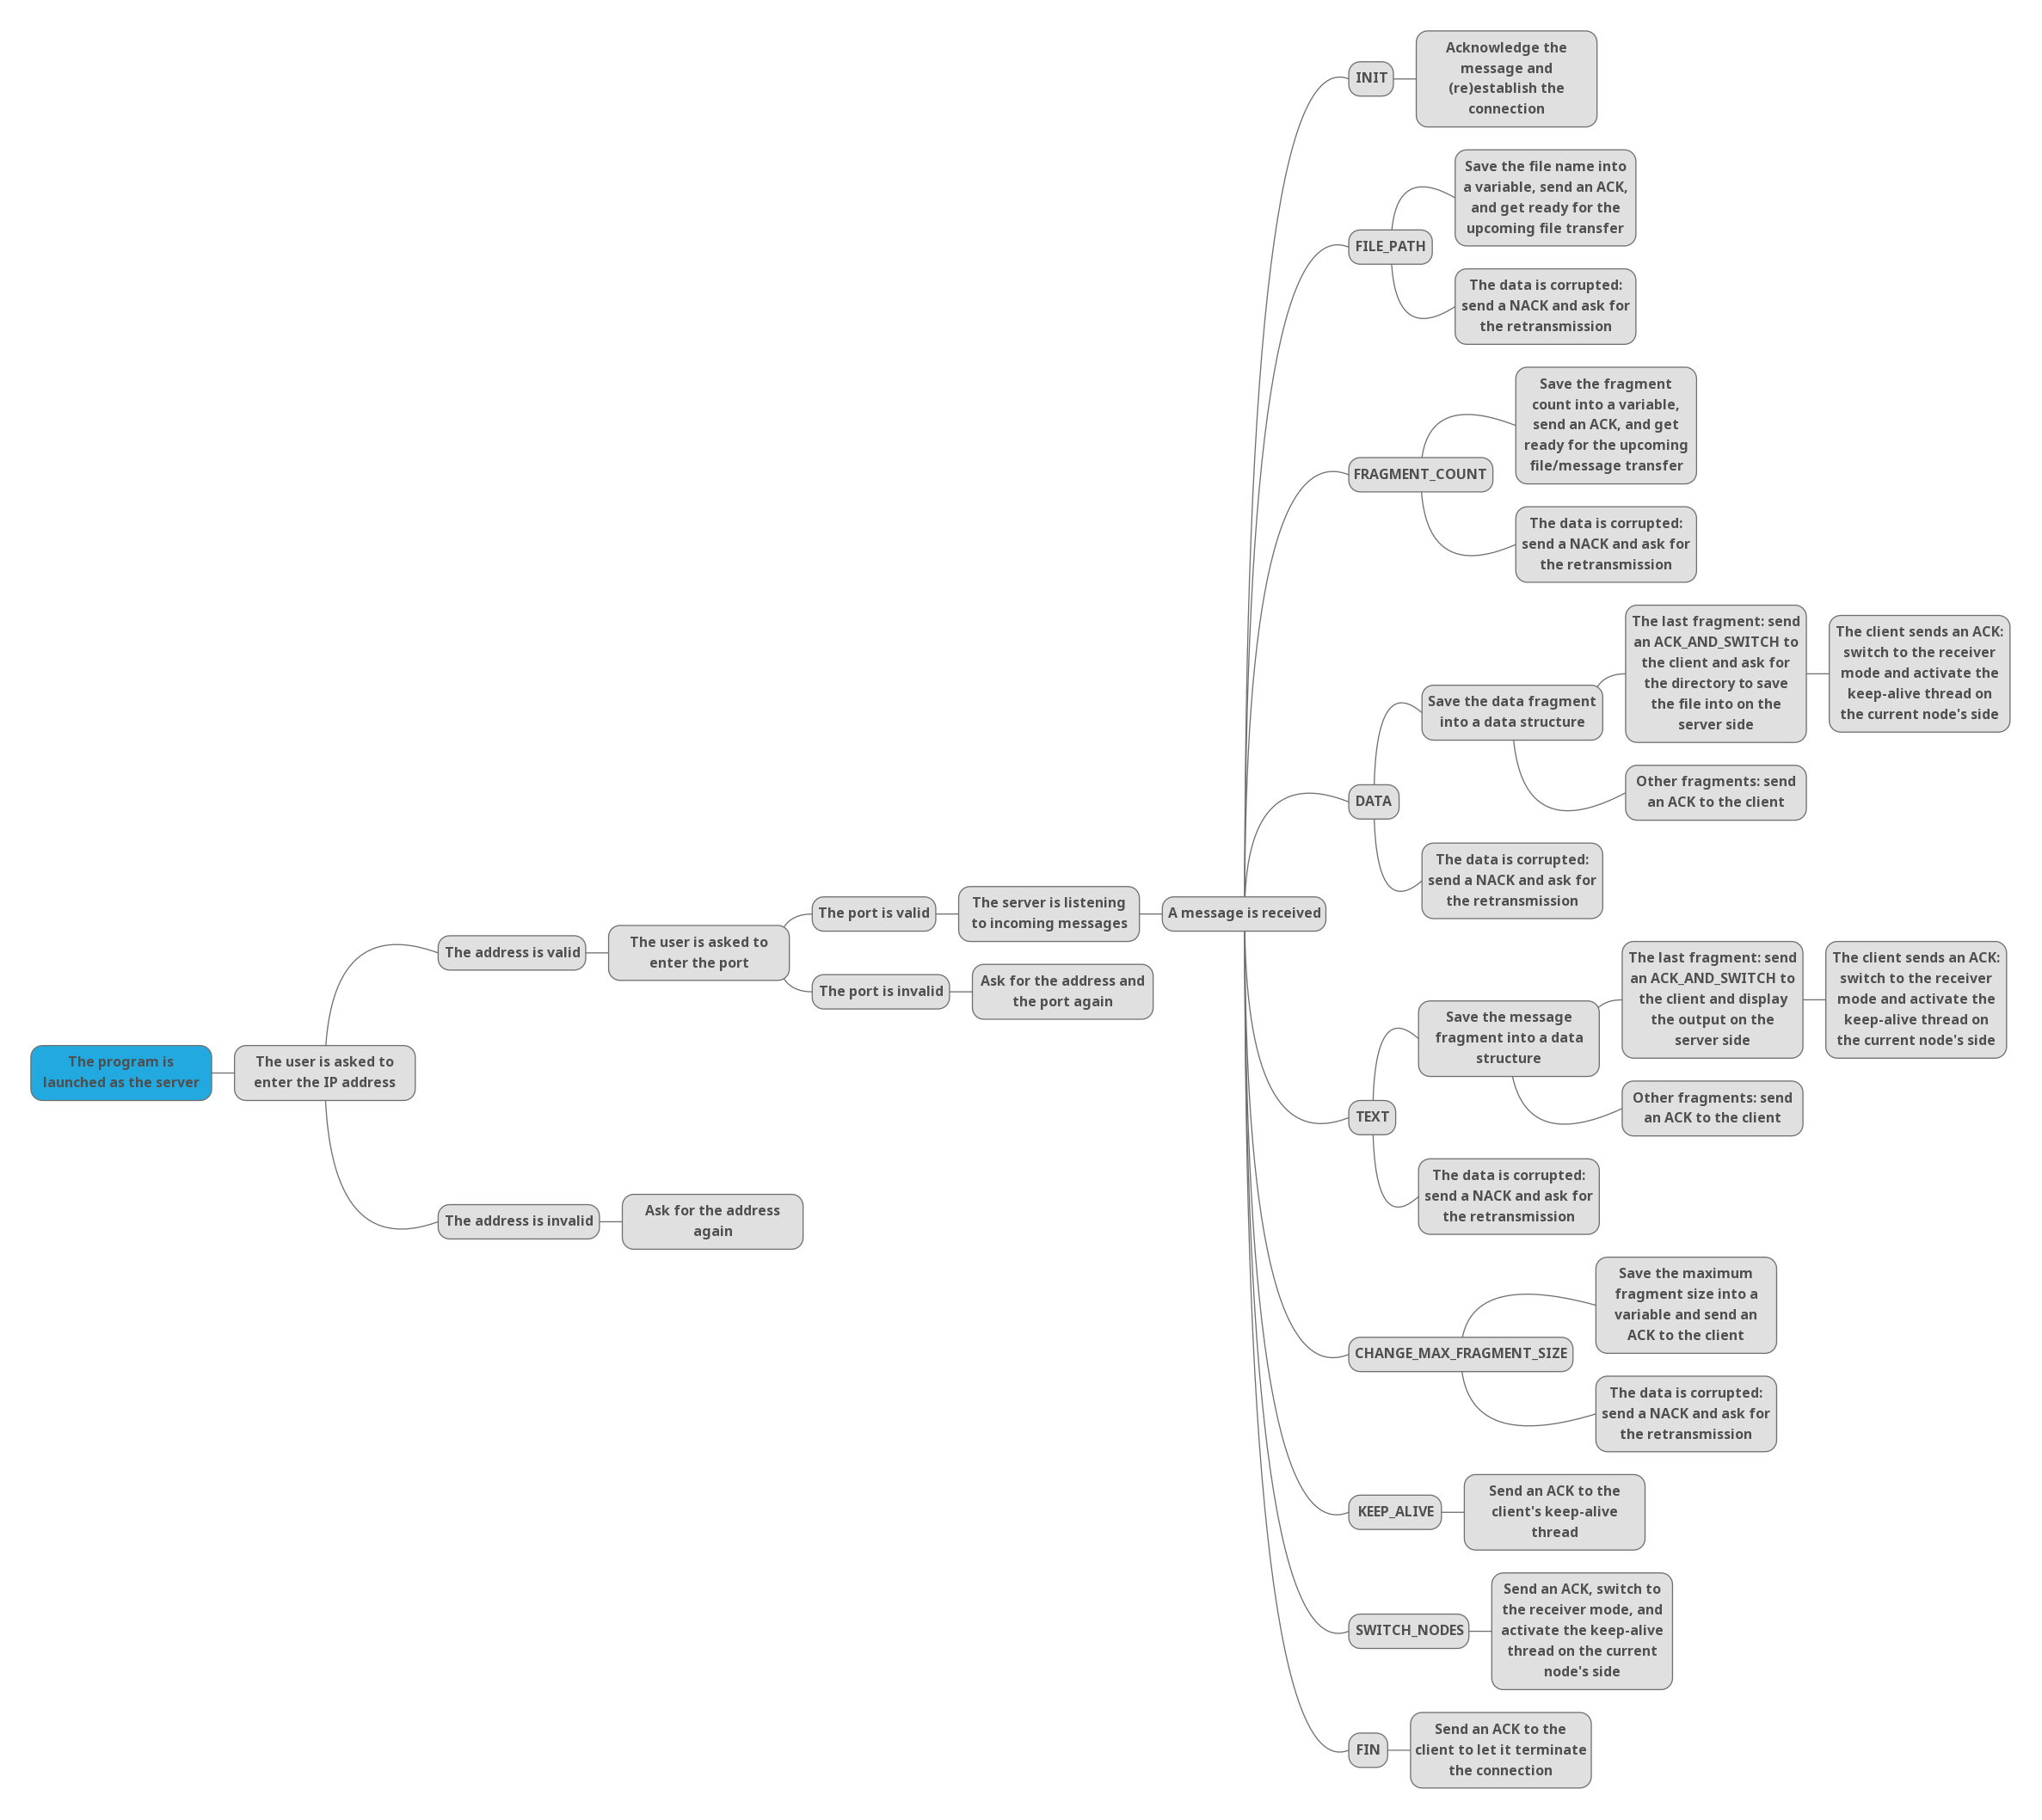 The program is
launched as the server
The user is asked to
enter the IP address
The address is valid
The user is asked to
enter the port
The port is valid
The server is listening
to incoming messages
A message is received
INIT
Acknowledge the
message and
(re)establish the
connection
FILE_PATH
Save the file name into
a variable, send an ACK,
and get ready for the
upcoming file transfer
The data is corrupted:
send a NACK and ask for
the retransmission
FRAGMENT_COUNT
Save the fragment
count into a variable,
send an ACK, and get
ready for the upcoming
file/message transfer
The data is corrupted:
send a NACK and ask for
the retransmission
DATA
Save the data fragment
into a data structure
The last fragment: send
an ACK_AND_SWITCH to
the client and ask for
the directory to save
the file into on the
server side
The client sends an ACK:
switch to the receiver
mode and activate the
keep-alive thread on
the current node's side
Other fragments: send
an ACK to the client
The data is corrupted:
send a NACK and ask for
the retransmission
TEXT
Save the message
fragment into a data
structure
The last fragment: send
an ACK_AND_SWITCH to
the client and display
the output on the
server side
The client sends an ACK:
switch to the receiver
mode and activate the
keep-alive thread on
the current node's side
Other fragments: send
an ACK to the client
The data is corrupted:
send a NACK and ask for
the retransmission
CHANGE_MAX_FRAGMENT_SIZE
Save the maximum
fragment size into a
variable and send an
ACK to the client
The data is corrupted:
send a NACK and ask for
the retransmission
KEEP_ALIVE
Send an ACK to the
client's keep-alive
thread
SWITCH_NODES
Send an ACK, switch to
the receiver mode, and
activate the keep-alive
thread on the current
node's side
FIN
Send an ACK to the
client to let it terminate
the connection
The port is invalid
Ask for the address and
the port again
The address is invalid
Ask for the address
again